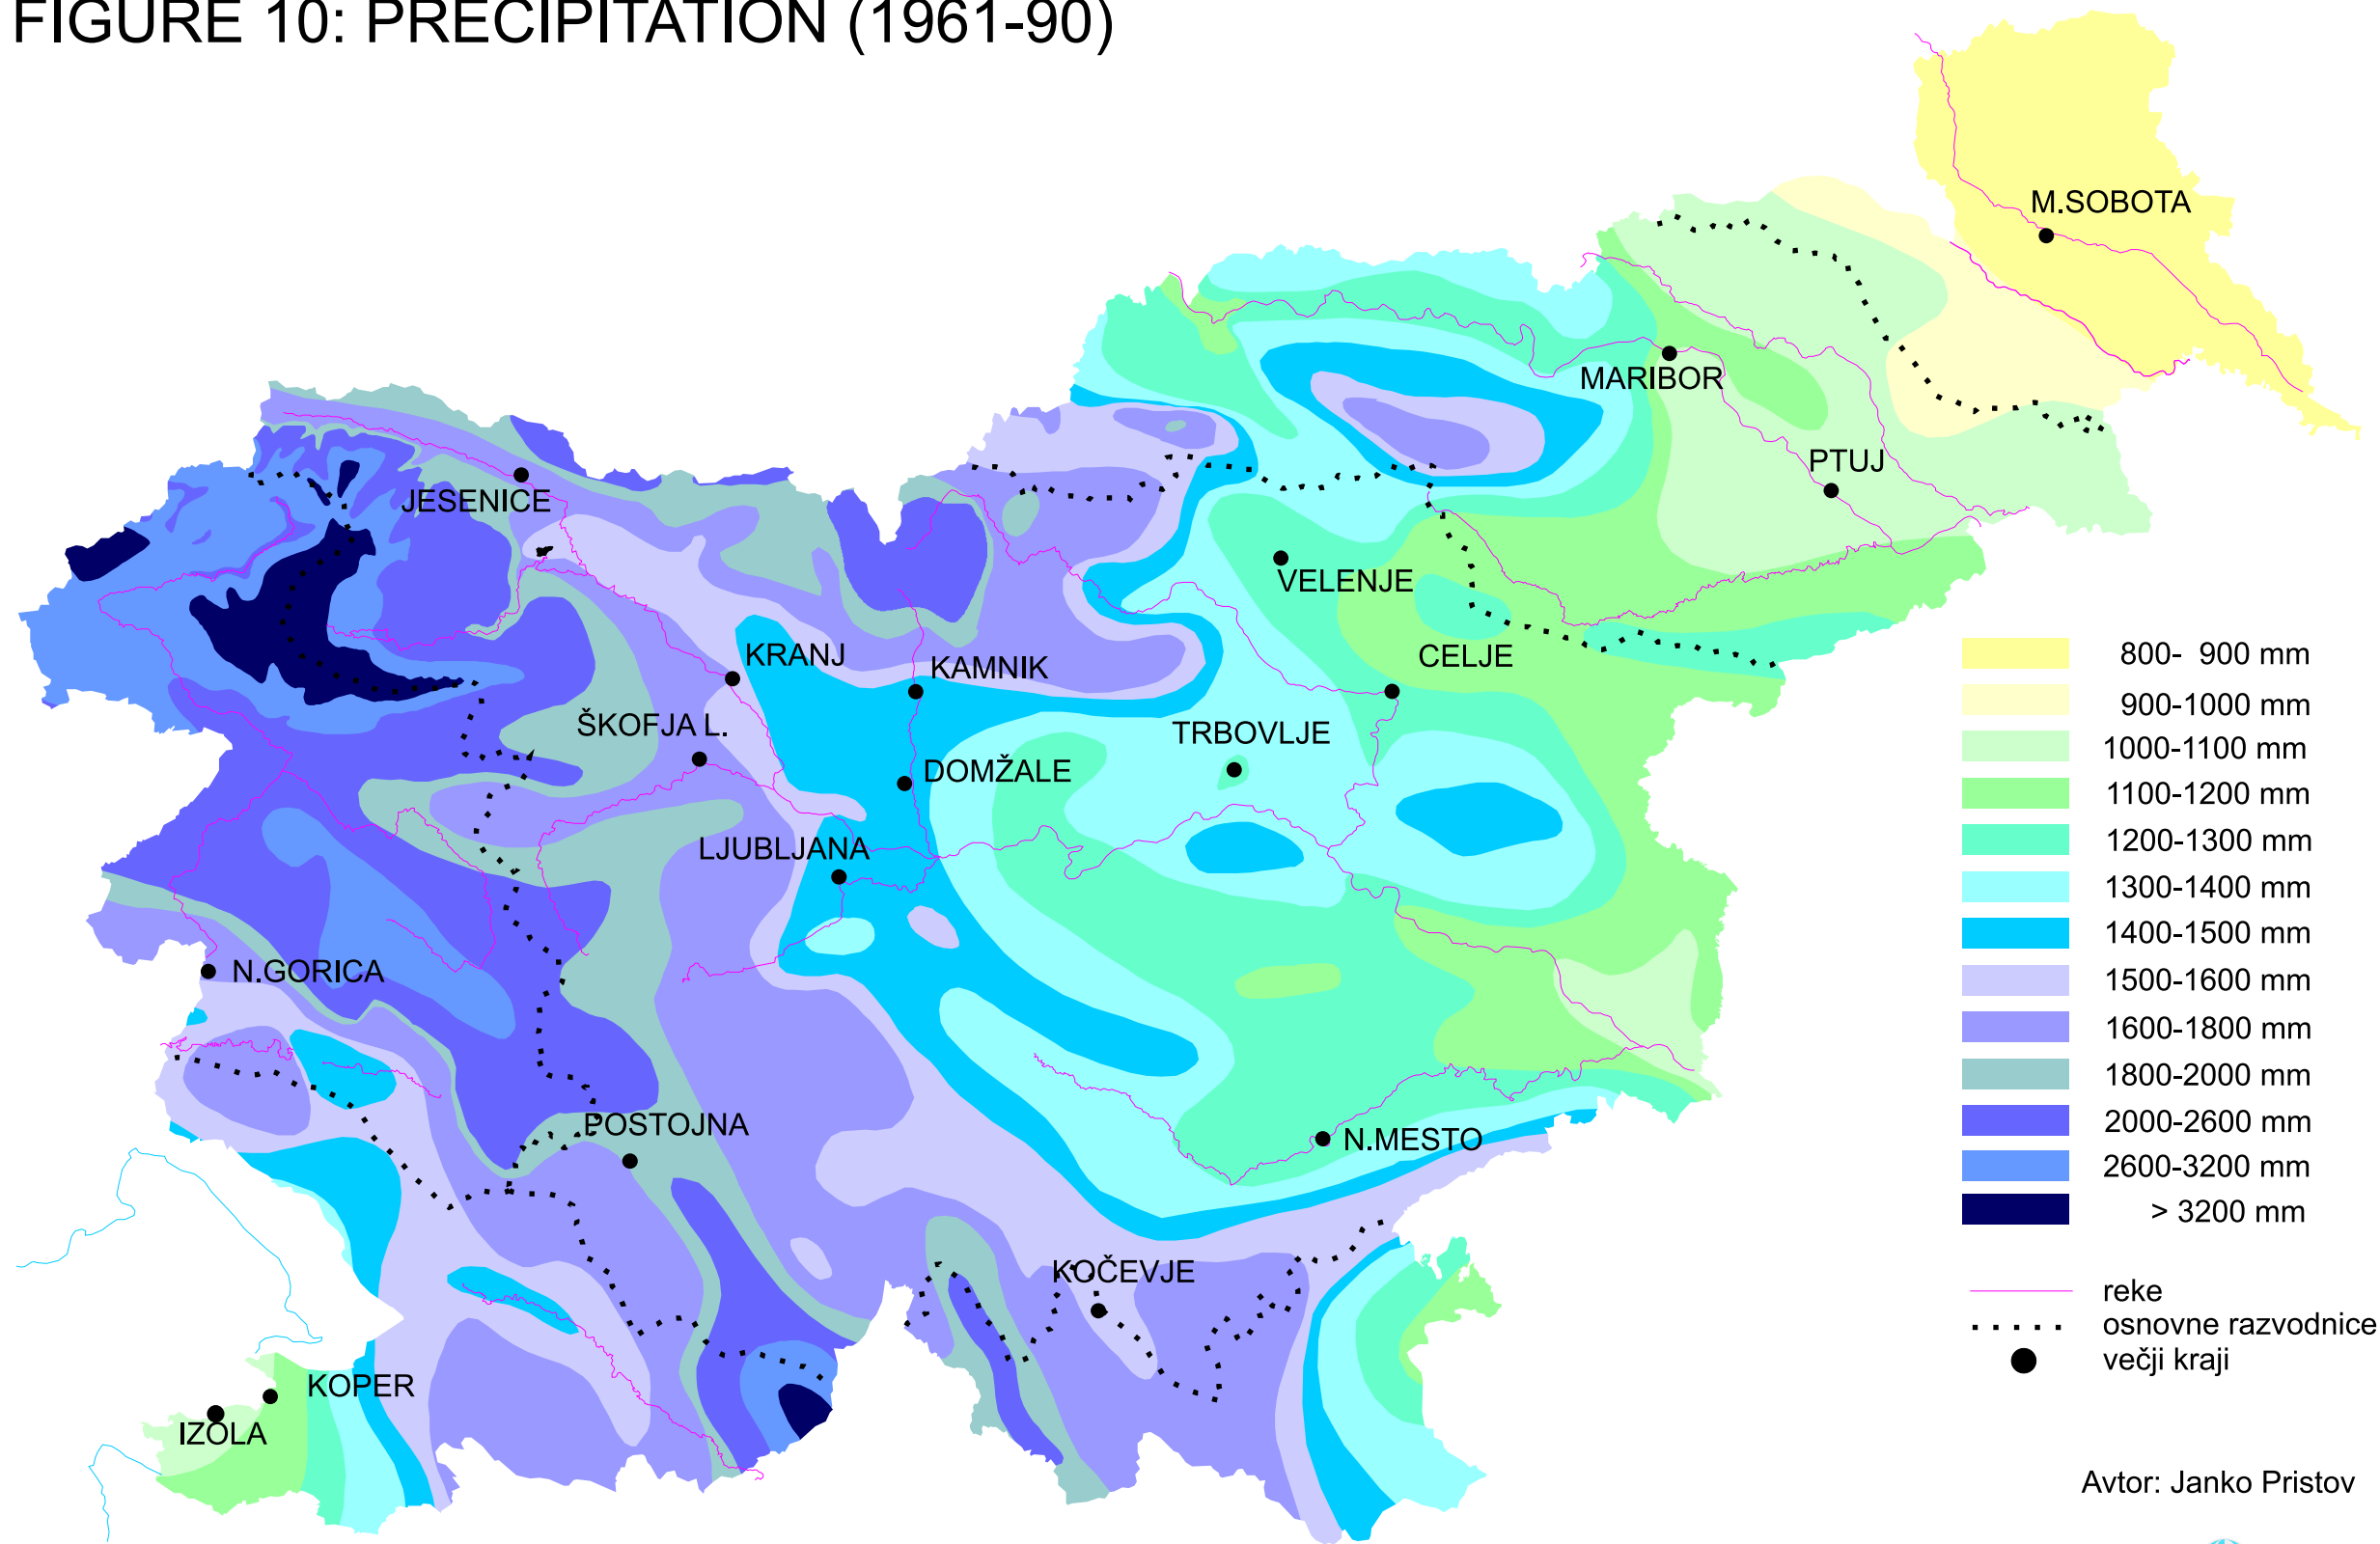 FIGURE 10: PRECIPITATION (1961-90)
M.SOBOTA
MARIBOR
PTUJ
JESENICE
VELENJE
KRANJ
KAMNIK
CELJE
ŠKOFJA L.
TRBOVLJE
DOMŽALE
LJUBLJANA
N.GORICA
POSTOJNA
N.MESTO
KOČEVJE
KOPER
IZOLA
800- 900 mm
900-1000 mm
1000-1100 mm
1100-1200 mm
1200-1300 mm
1300-1400 mm
1400-1500 mm
1500-1600 mm
1600-1800 mm
1800-2000 mm
2000-2600 mm
2600-3200 mm
> 3200 mm
reke
osnovne razvodnice
večji kraji
Avtor: Janko Pristov